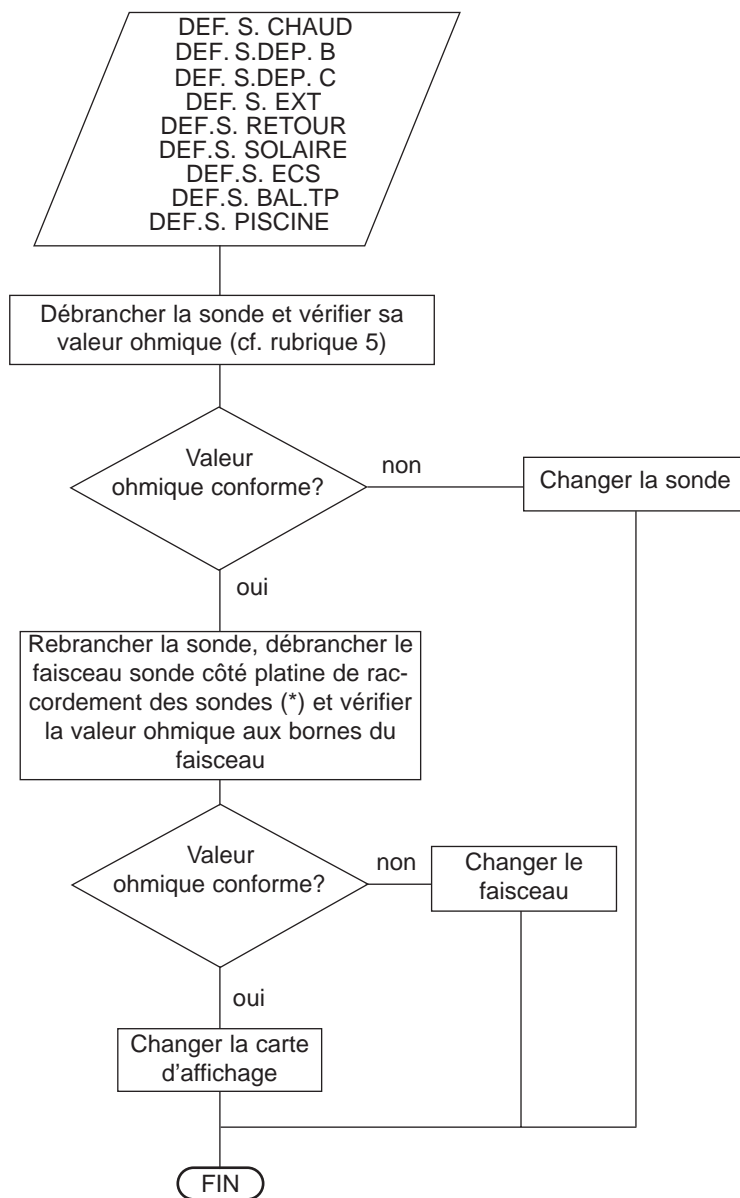 DEF. S. CHAUD
DEF. S.DEP. B
DEF. S.DEP. C
DEF. S. EXT
DEF.S. RETOUR
DEF.S. SOLAIRE
DEF.S. ECS
DEF.S. BAL.TP
DEF.S. PISCINE
Débrancher la sonde et vérifier sa
valeur ohmique (cf. rubrique 5)
Valeur
ohmique conforme?
non
Changer la sonde
oui
Rebrancher la sonde, débrancher le
faisceau sonde côté platine de rac-
cordement des sondes (*) et vérifier
la valeur ohmique aux bornes du
faisceau
Valeur
ohmique conforme?
non
Changer le
faisceau
oui
Changer la carte
d'affichage
FIN